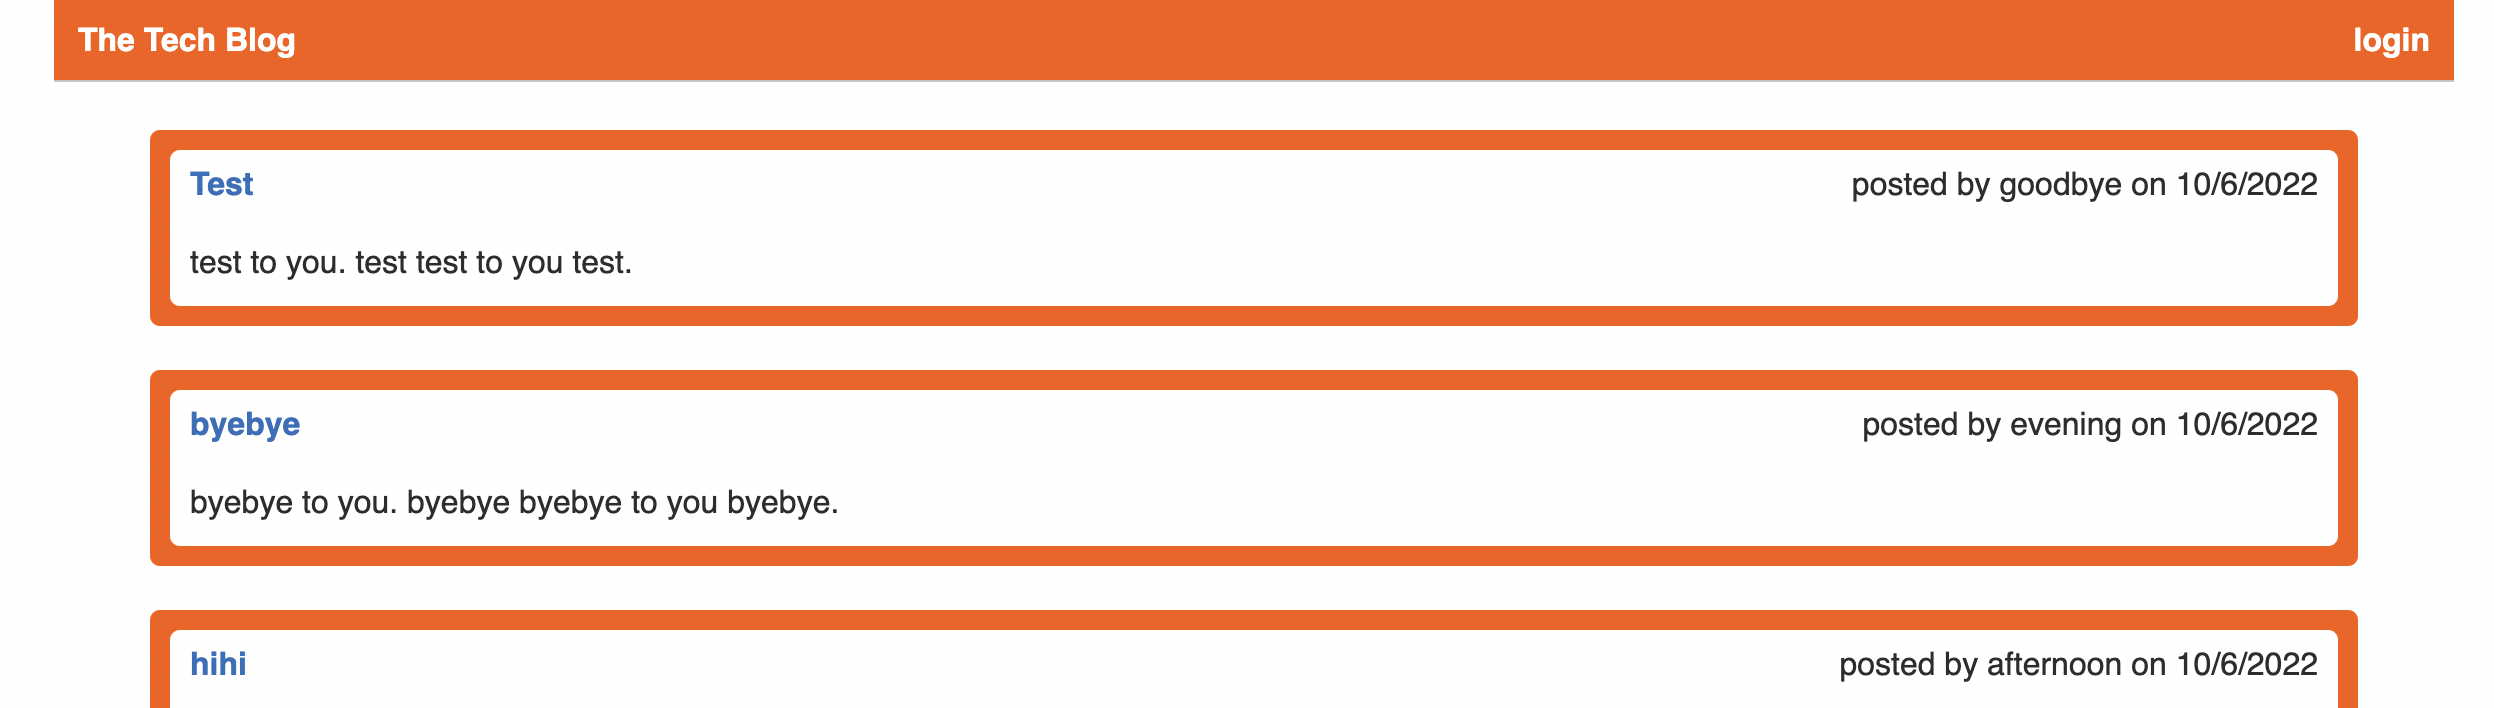 The Tech Blog login
Test posted by goodbye on 10/6/2022
test to you. test test to you test.
byebye posted by evening on 10/6/2022
byebye to you. byebye byebye to you byebye.
hihi posted by afternoon on 10/6/2022